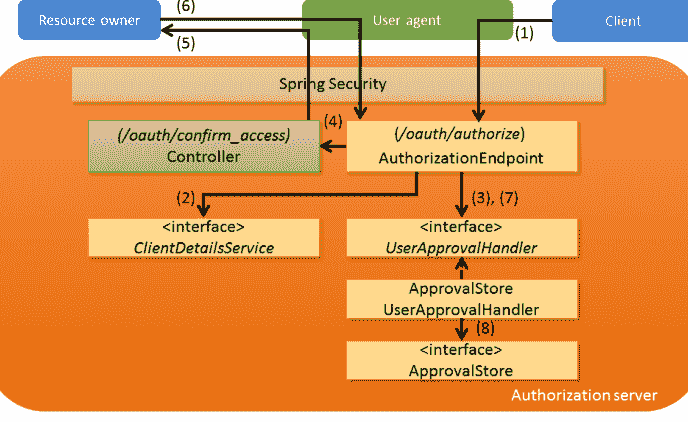 (6)
Resource owner
User agent
Client
(1)
(5)
Spring Security
(/oauth/confirm_access)
Controller
(4)
(/oauth/authorize)
AuthorizationEndpoint
(2)
(3), (7)
<interface>
ClientDetailsService
<interface>
UserApprovalHandler
ApprovalStore
UserApprovalHandler
(8)
<interface>
ApprovalStore
Authorization server